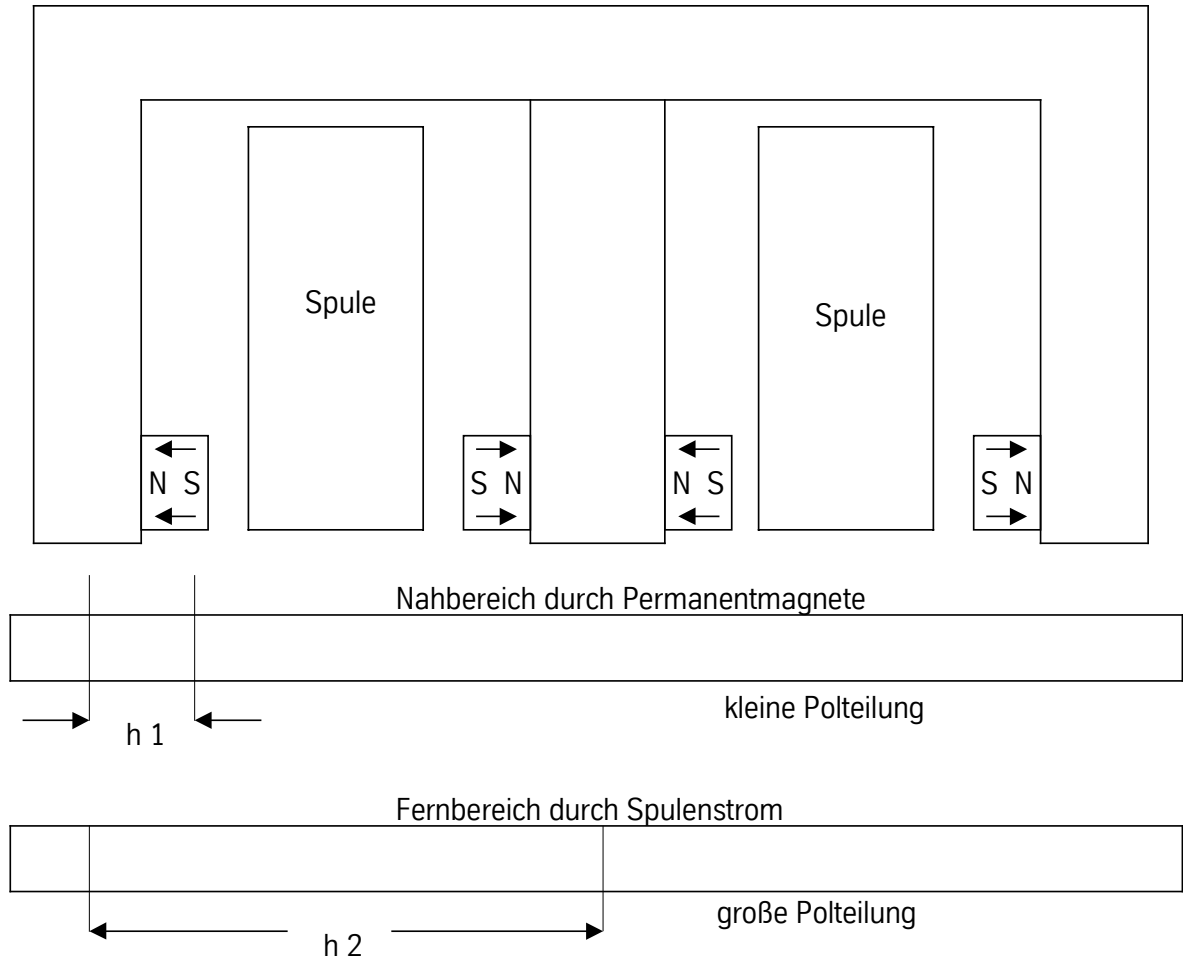 Spule
Spule
N S
S N
N S
S N
Nahbereich durch Permanentmagnete
kleine Polteilung
h 1
Fernbereich durch Spulenstrom
große Polteilung
h 2